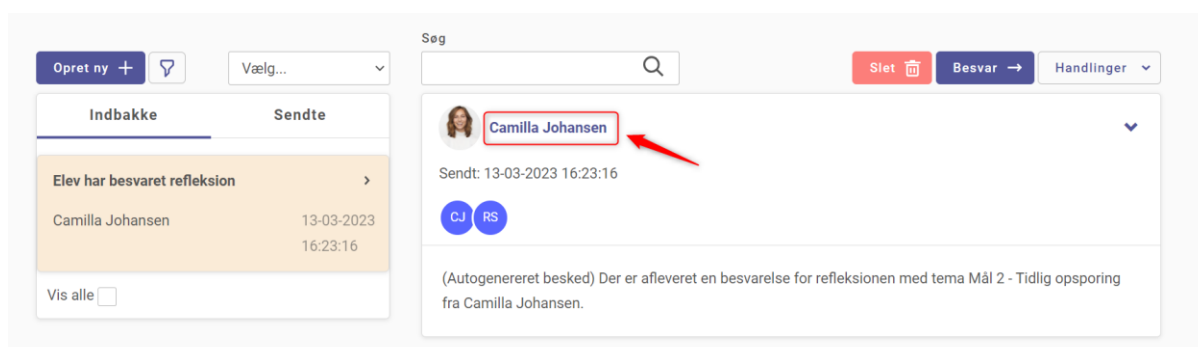 Søg
Opret ny
Vælg...
Slet
Besvar
Handlinger
Indbakke
Sendte
Elev har besvaret refleksion
Camilla Johansen
13-03-2023
16:23:16
Vis alle
Camilla Johansen
Sendt: 13-03-2023 16:23:16
CJ
RS
(Autogenereret besked) Der er afleveret en besvarelse for refleksionen med tema Mål 2 - Tidlig opsporing
fra Camilla Johansen.